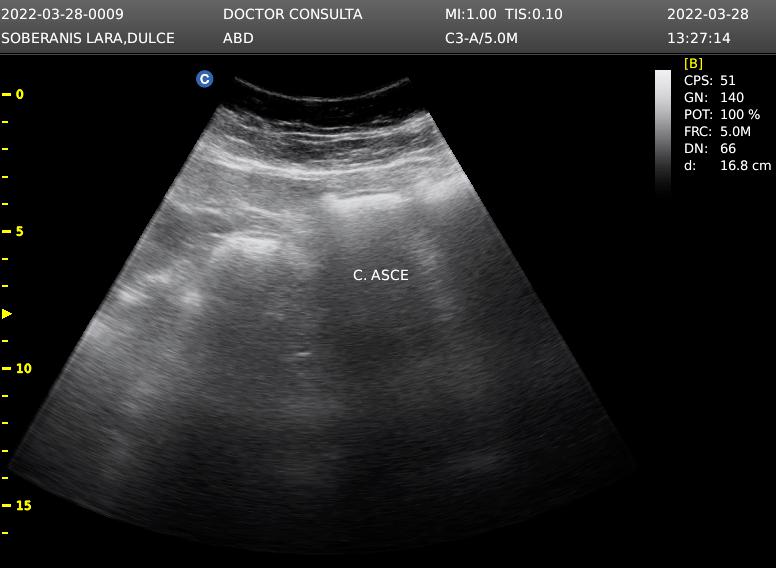 2022-03-28-0009 DOCTOR CONSULTA MI:1.00 TIS:0.10 2022-03-28
SOBERANIS LARA,DULCE ABD C3-A/5.0M 13:27:14
C
[B]
CPS: 51
GN: 140
POT: 100 %
FRC: 5.0M
DN: 66
d: 16.8 cm
0
5
C. ASCE
10
15